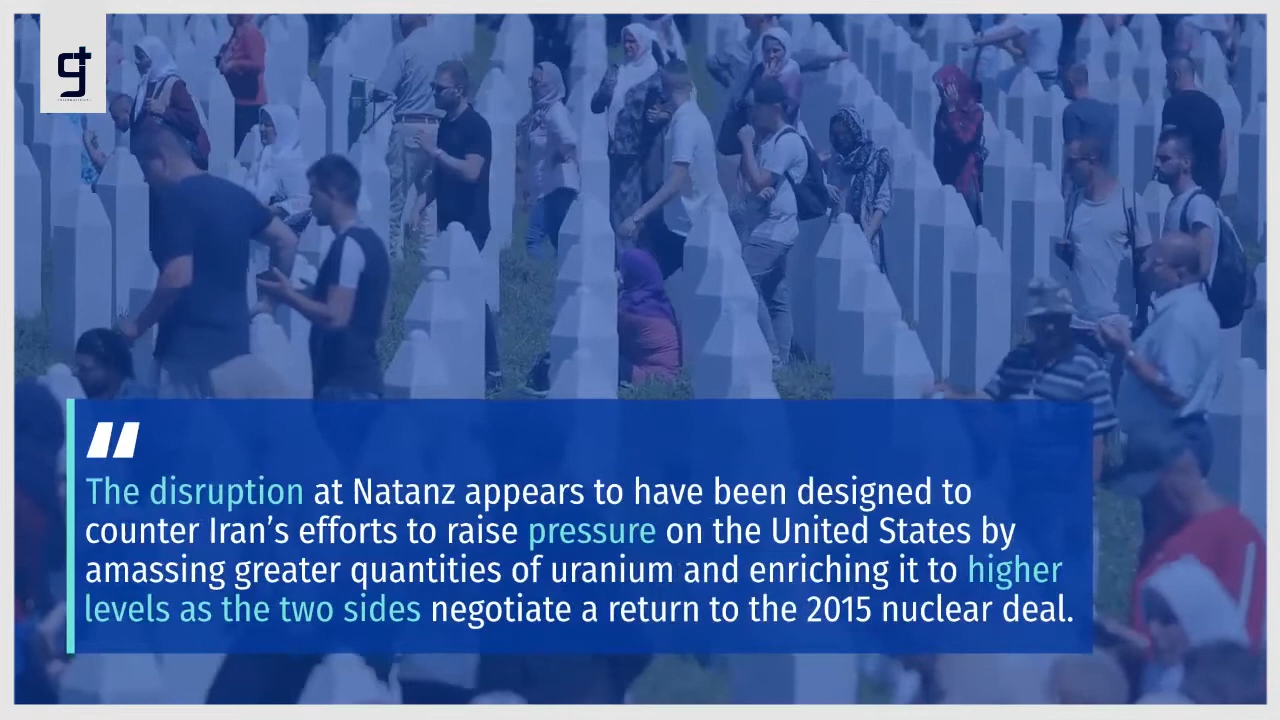 gt
INTERNATIONAL
The disruption at Natanz appears to have been designed to
counter Iran’s efforts to raise pressure on the United States by
amassing greater quantities of uranium and enriching it to higher
levels as the two sides negotiate a return to the 2015 nuclear deal.